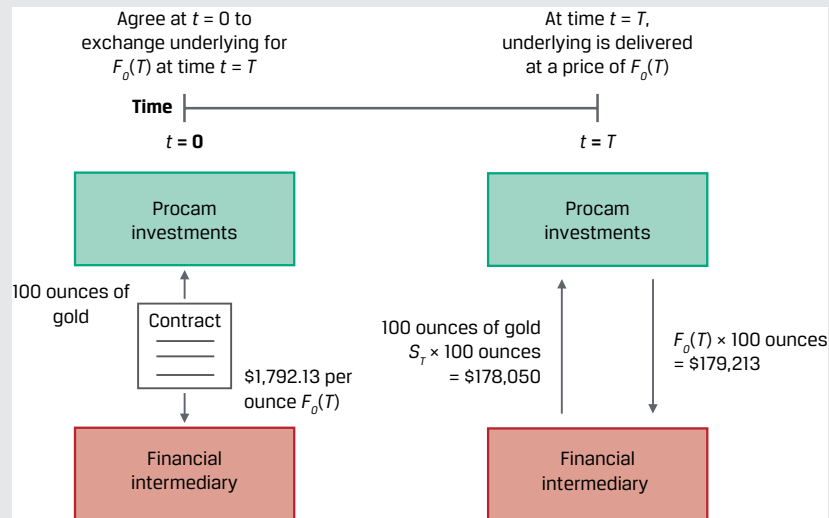 Agree at t = 0 to
exchange underlying for
F₀(T) at time t = T
At time t = T,
underlying is delivered
at a price of F₀(T)
Time
t = 0
t = T
Procam
investments
Procam
investments
100 ounces of
gold
Contract
$1,792.13 per
ounce F₀(T)
100 ounces of gold
Sᴛ × 100 ounces
= $178,050
F₀(T) × 100 ounces
= $179,213
Financial
intermediary
Financial
intermediary